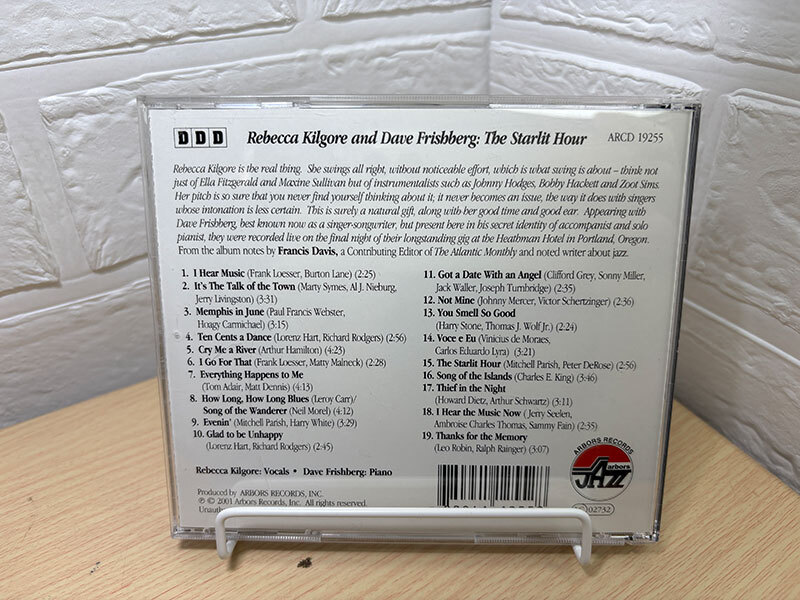 DDD Rebecca Kilgore and Dave Frishberg: The Starlit Hour ARCD 19255
Rebecca Kilgore is the real thing. She swings all right, without noticeable effort, which is what swing is about – think not
just of Ella Fitzgerald and Maxine Sullivan but of instrumentalists such as Johnny Hodges, Bobby Hackett and Zoot Sims.
Her pitch is so sure that you never find yourself thinking about it; it never becomes an issue, the way it does with singers
whose intonation is less certain. This is surely a natural gift, along with her good time and good ear. Appearing with
Dave Frishberg, best known now as a singer-songwriter, but present here in his secret identity of accompanist and solo
pianist, they were recorded live on the final night of their longstanding gig at the Heathman Hotel in Portland, Oregon.
From the album notes by Francis Davis, a Contributing Editor of The Atlantic Monthly and noted writer about jazz.
1. I Hear Music (Frank Loesser, Burton Lane) (2:25)
2. It's The Talk of the Town (Marty Symes, Al J. Nieburg,
Jerry Livingston) (3:31)
3. Memphis in June (Paul Francis Webster,
Hoagy Carmichael) (3:15)
4. Ten Cents a Dance (Lorenz Hart, Richard Rodgers) (2:56)
5. Cry Me a River (Arthur Hamilton) (4:23)
6. I Go For That (Frank Loesser, Matty Malneck) (2:28)
7. Everything Happens to Me
(Tom Adair, Matt Dennis) (4:13)
8. How Long, How Long Blues (Leroy Carr)/
Song of the Wanderer (Neil Morel) (4:12)
9. Evenin' (Mitchell Parish, Harry White) (3:29)
10. Glad to be Unhappy
(Lorenz Hart, Richard Rodgers) (2:45)
11. Got a Date With an Angel (Clifford Grey, Sonny Miller,
Jack Waller, Joseph Turnbridge) (2:35)
12. Not Mine (Johnny Mercer, Victor Schertzinger) (2:36)
13. You Smell So Good
(Harry Stone, Thomas J. Wolf Jr.) (2:24)
14. Voce e Eu (Vinicius de Moraes,
Carlos Eduardo Lyra) (3:21)
15. The Starlit Hour (Mitchell Parish, Peter DeRose) (2:56)
16. Song of the Islands (Charles E. King) (3:46)
17. Thief in the Night
(Howard Dietz, Arthur Schwartz) (3:11)
18. I Hear the Music Now ( Jerry Seelen,
Ambroise Charles Thomas, Sammy Fain) (2:35)
19. Thanks for the Memory
(Leo Robin, Ralph Rainger) (3:07)
Rebecca Kilgore: Vocals • Dave Frishberg: Piano
Produced by ARBORS RECORDS, INC.
℗ © 2001 Arbors Records, Inc. All rights reserved.
ARBORS RECORDS
Arbors
JAZZ
02732